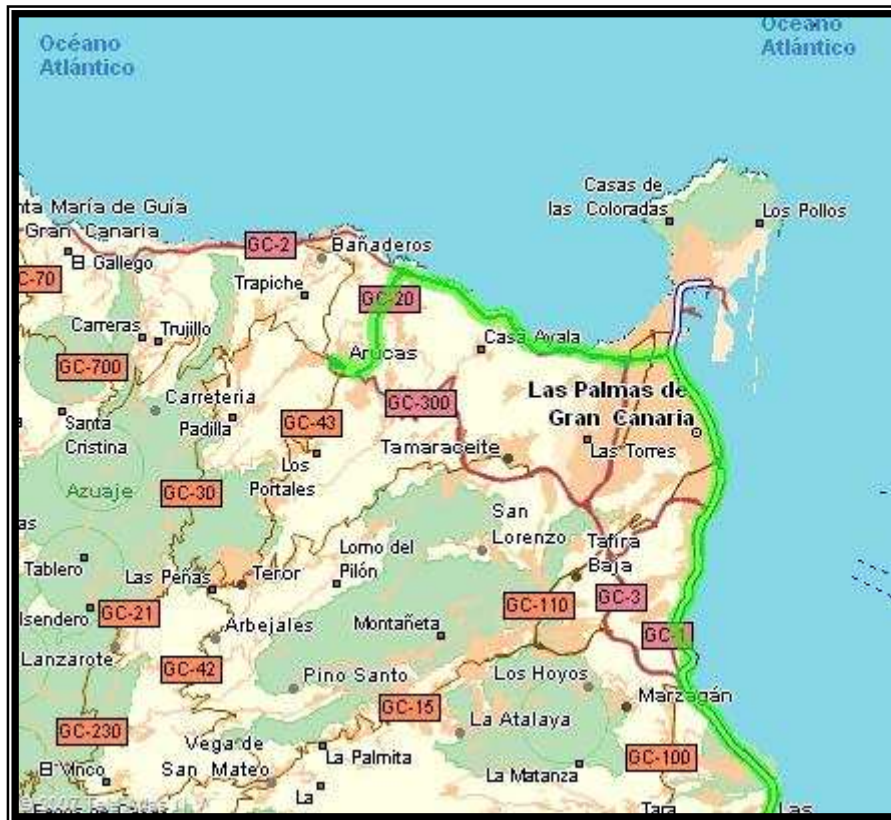 Océano
Atlántico
Océano
Atlántico
Casas de
las Coloradas
Los Pollos
nta María de Guía
Gran Canaria
El Gallego
GC-2
Bañaderos
C-70
Trapiche
GC-20
Carreras
Trujillo
Casa Ayala
Arucas
GC-700
Las Palmas de
Gran Canaria
Carreteria
GC-300
Santa
Cristina
Padilla
GC-43
Las Torres
Tamaraceite
Los
Portales
Azuaje
GC-30
San
Lorenzo
Tafira
Baja
Tablero
Lomo del
Pilón
Las Peñas
Teror
GC-110
GC-3
Isendero
GC-21
Arbejales
Montañeta
GC-1
Lanzarote
GC-42
Pino Santo
Los Hoyos
Marzagán
GC-15
La Atalaya
GC-230
Vega de
San Mateo
La Palmita
GC-100
El Vinco
La Matanza
La
Tara
Las